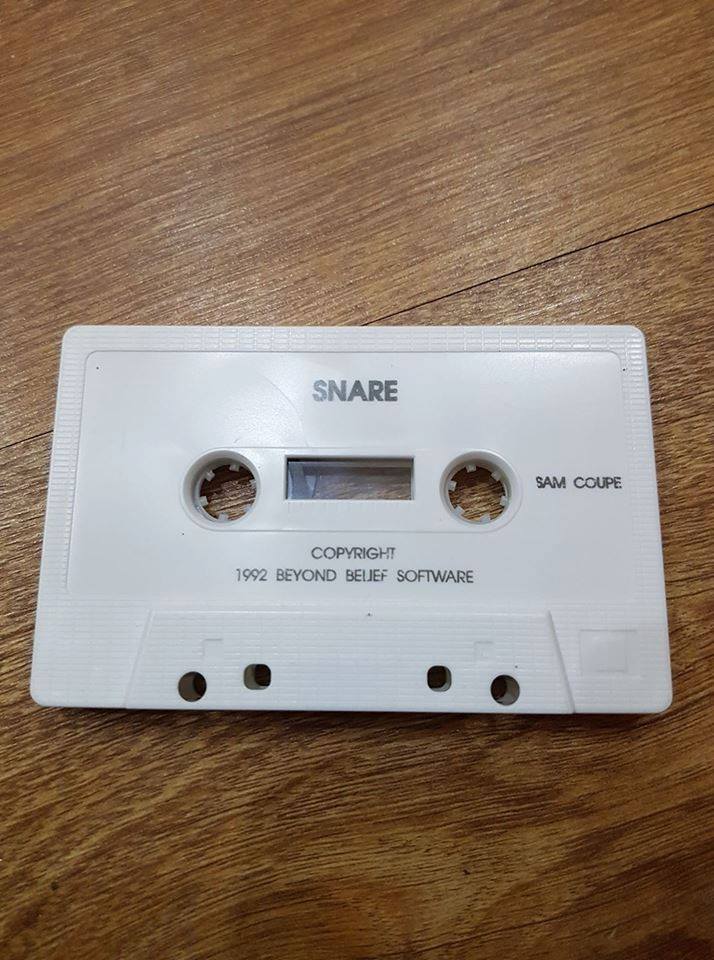 SNARE
SAM COUPE
COPYRIGHT
1992 BEYOND BELIEF SOFTWARE